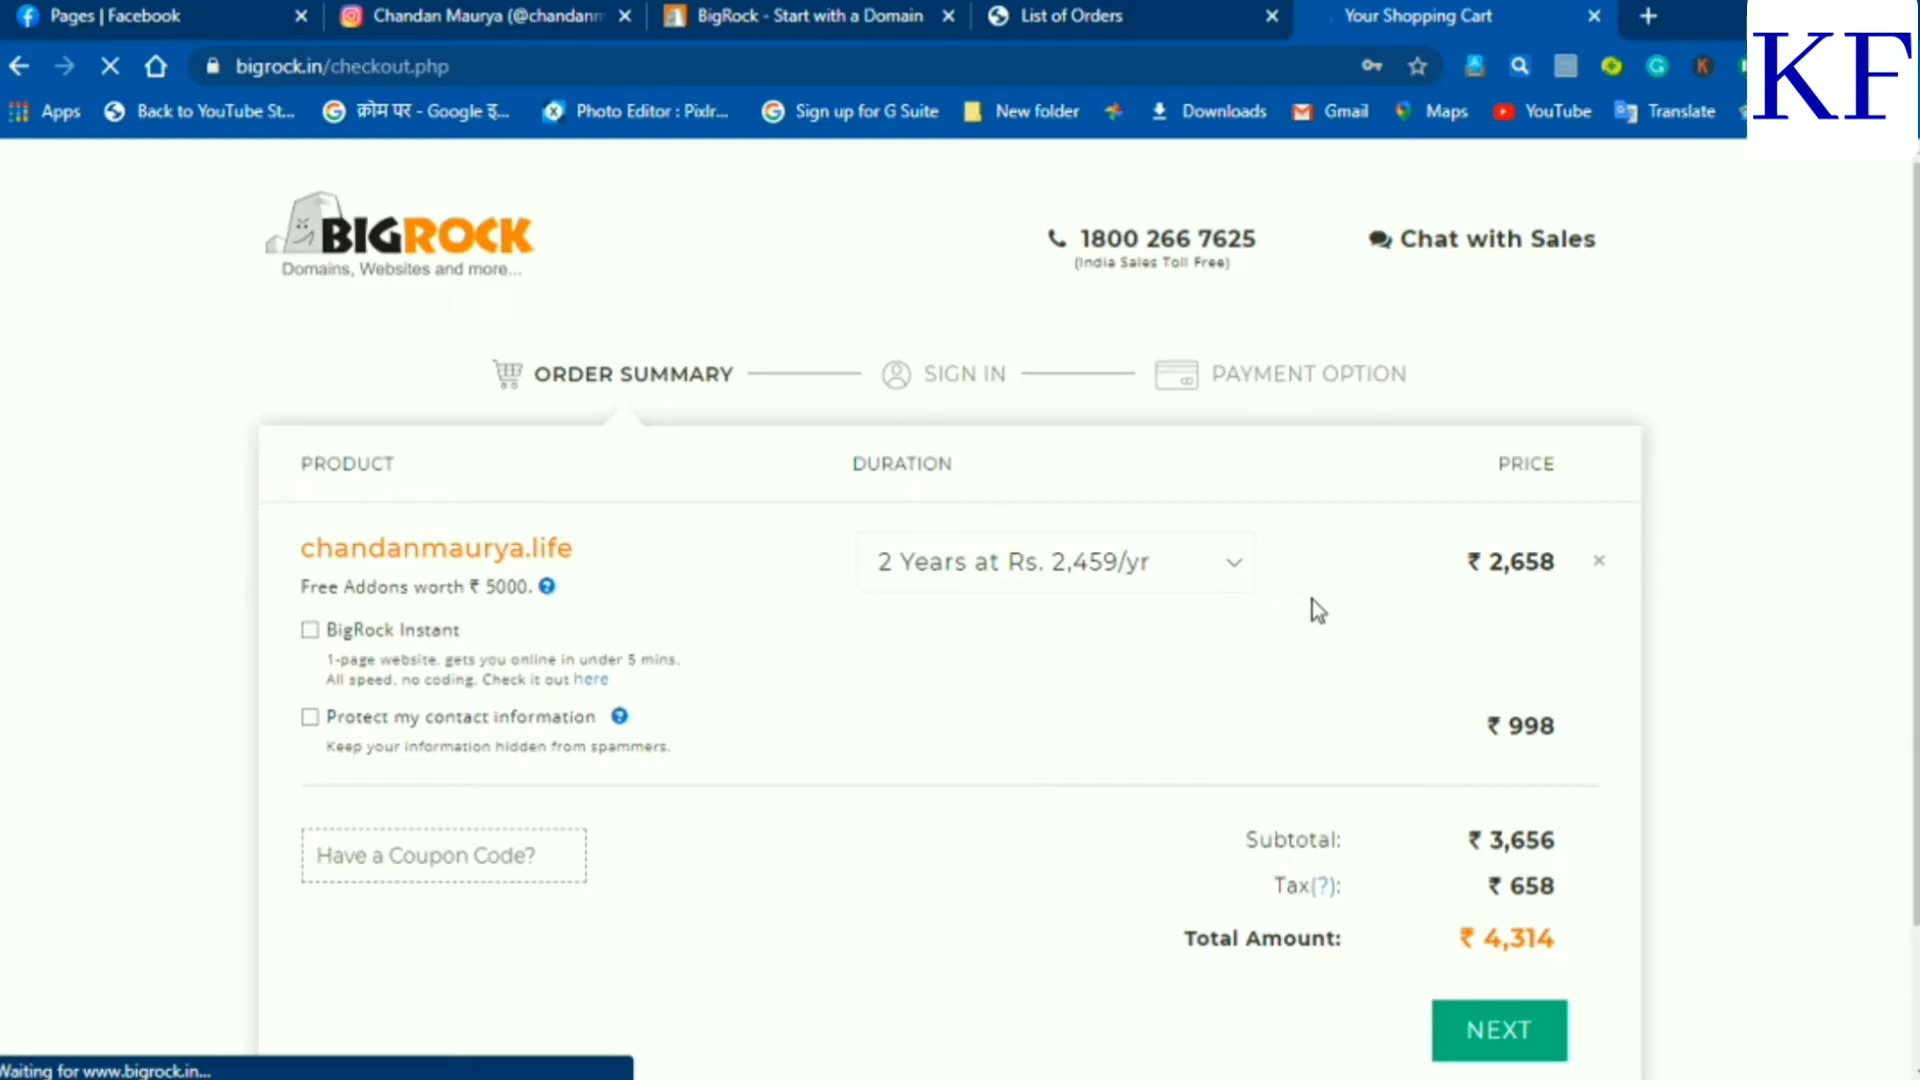 Pages | Facebook
Chandan Maurya (@chandanm
BigRock - Start with a Domain
List of Orders
Your Shopping Cart
bigrock.in/checkout.php
KF
Apps
Back to YouTube St...
क्रोम पर - Google इ...
Photo Editor : Pixlr...
Sign up for G Suite
New folder
Downloads
Gmail
Maps
YouTube
Translate
BIGROCK
Domains, Websites and more...
1800 266 7625
(India Sales Toll Free)
Chat with Sales
ORDER SUMMARY
SIGN IN
PAYMENT OPTION
PRODUCT
DURATION
PRICE
chandanmaurya.life
2 Years at Rs. 2,459/yr
₹ 2,658
Free Addons worth ₹ 5000.
BigRock Instant
1-page website, gets you online in under 5 mins.
All speed, no coding. Check it out here
Protect my contact information
₹ 998
Keep your information hidden from spammers.
Have a Coupon Code?
Subtotal:
₹ 3,656
Tax(?):
₹ 658
Total Amount:
₹ 4,314
NEXT
Waiting for www.bigrock.in...